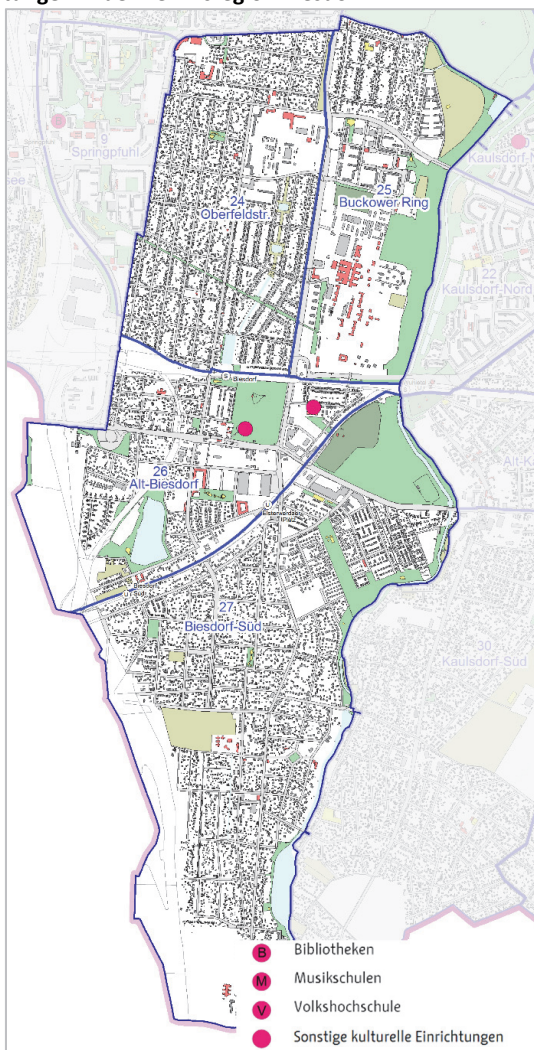 9
Springpfuhl
24
Oberfeldstr.
25
Buckower Ring
22
Kaulsdorf-Nord
S
Biesdorf
26
Alt-Biesdorf
27
Biesdorf-Süd
30
Kaulsdorf-Süd
B Bibliotheken
M Musikschulen
V Volkshochschule
Sonstige kulturelle Einrichtungen